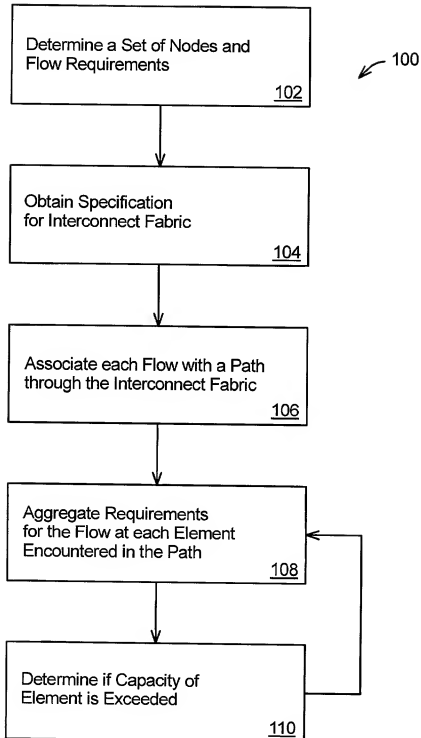 Determine a Set of Nodes and
Flow Requirements
102
100
Obtain Specification
for Interconnect Fabric
104
Associate each Flow with a Path
through the Interconnect Fabric
106
Aggregate Requirements
for the Flow at each Element
Encountered in the Path
108
Determine if Capacity of
Element is Exceeded
110